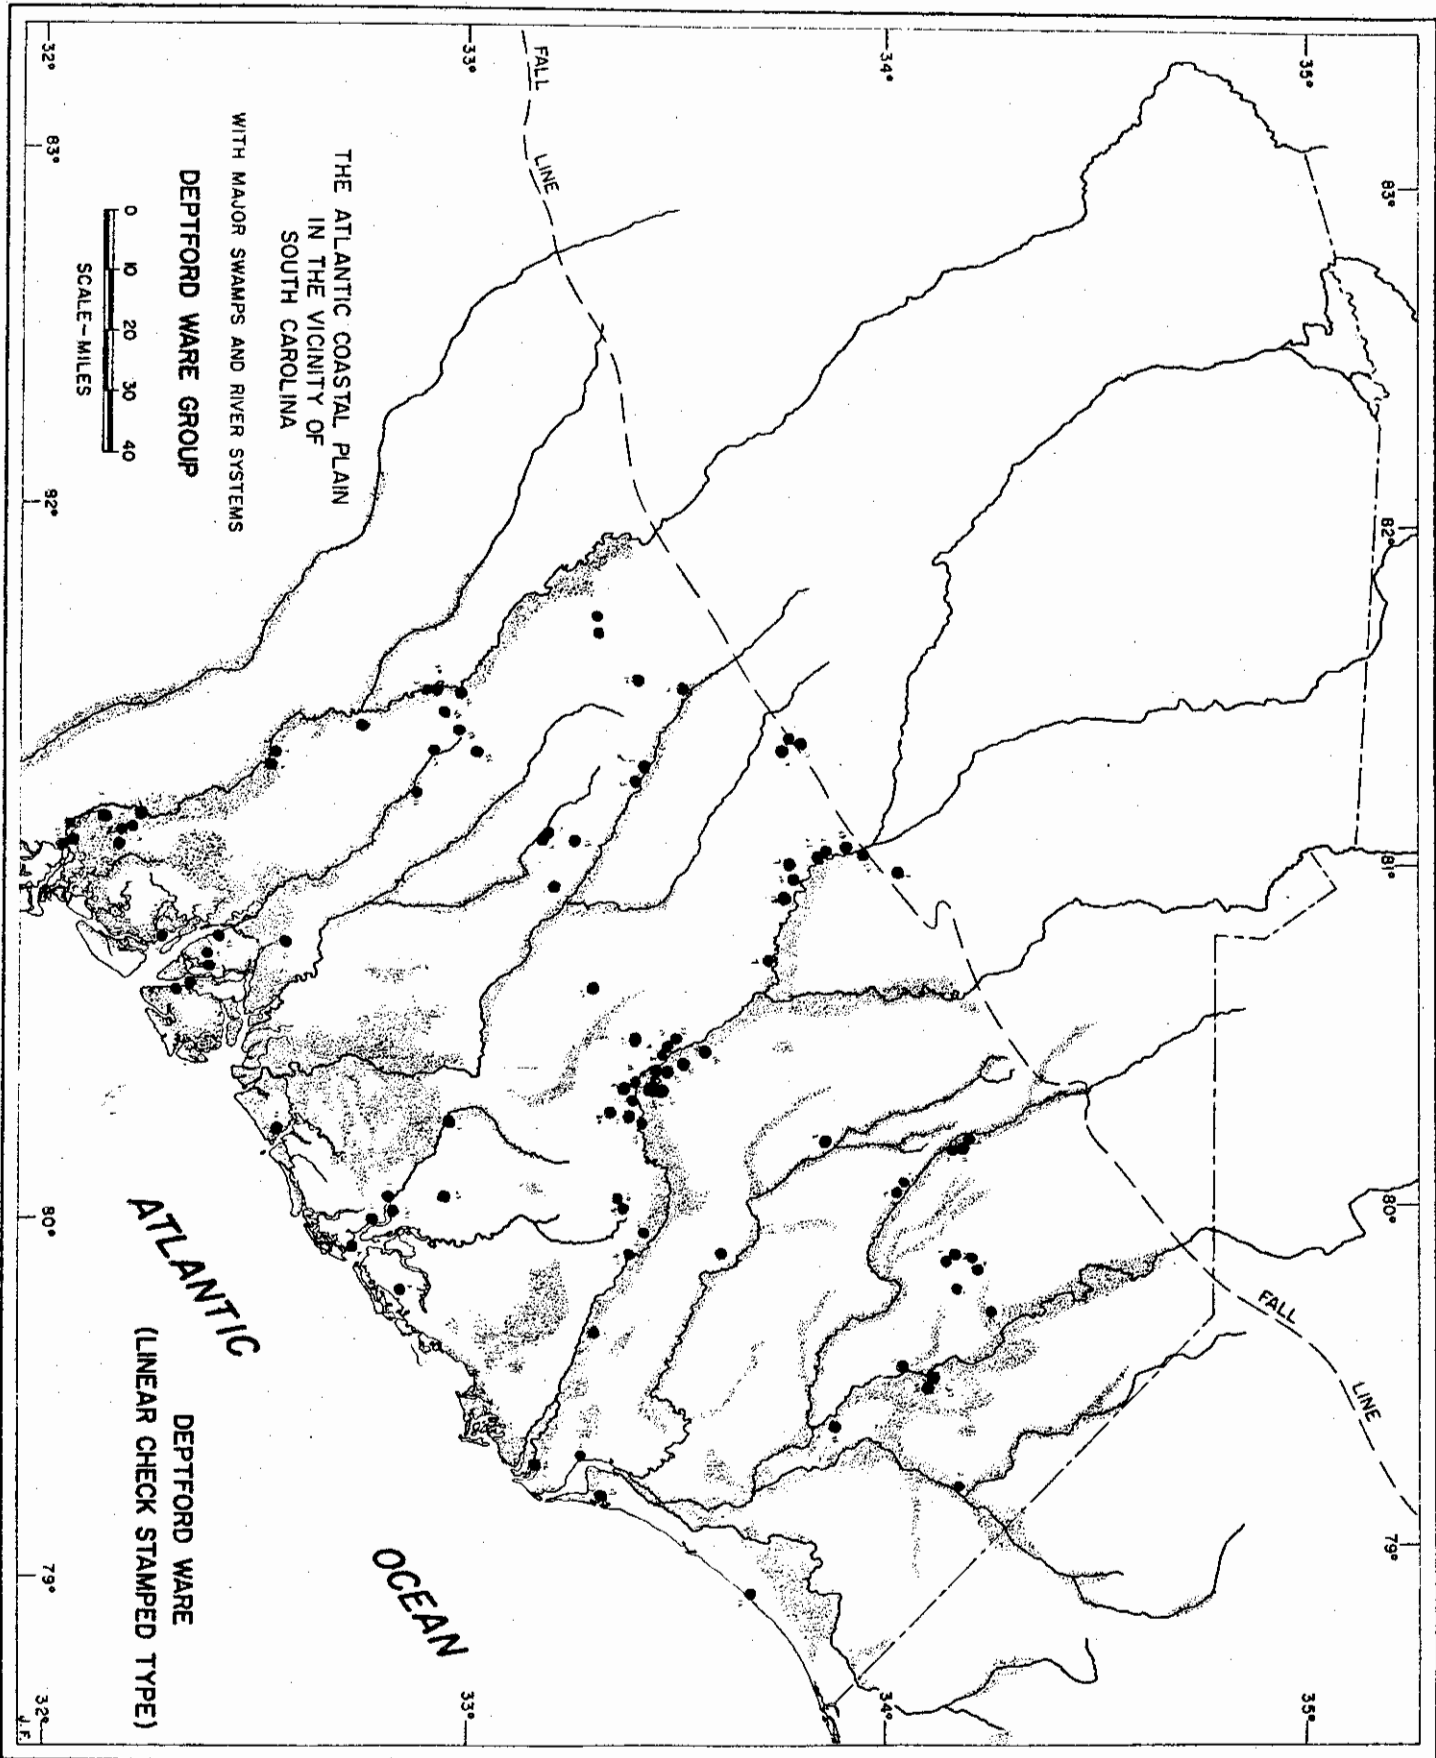 THE ATLANTIC COASTAL PLAIN
IN THE VICINITY OF
SOUTH CAROLINA
WITH MAJOR SWAMPS AND RIVER SYSTEMS
DEPTFORD WARE GROUP
0 10 20 30 40
SCALE-MILES
FALL
LINE
FALL
LINE
ATLANTIC
OCEAN
DEPTFORD WARE
(LINEAR CHECK STAMPED TYPE)
83°
82°
81°
80°
79°
35°
34°
33°
32°
35°
34°
33°
32°
83°
82°
80°
79°
J.F.